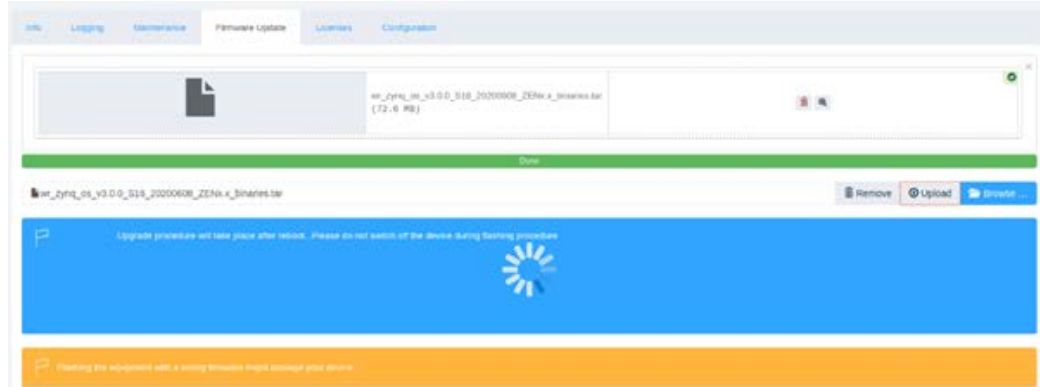 Info Logging Maintenance Firmware Update Licenses Configuration
wr_zynq_os_v3.0.0_S16_20200608_ZENx.x_binaries.tar
(72.6 MB)
Done
wr_zynq_os_v3.0.0_S16_20200608_ZENx.x_binaries.tar Remove Upload Browse ...
Upgrade procedure will take place after reboot. Please do not switch off the device during flashing procedure
Flashing the equipment with a wrong firmware might damage your device